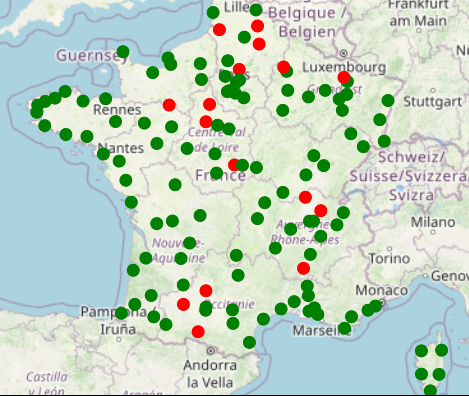 Frankfurt
am Main
Lille
Belgique /
Belgien
Guernsey
Luxembourg
Stuttgart
Rennes
Centre-Val
de Loire
Nantes
France
Schweiz/
Suisse/Svizzera/
Svizra
Milano
Auvergne-
Rhône-Alpes
Nouvelle-
Aquitaine
Torino
Genov
Monaco
Occitanie
Iruña
Marseille
Andorra
la Vella
Castilla
y León